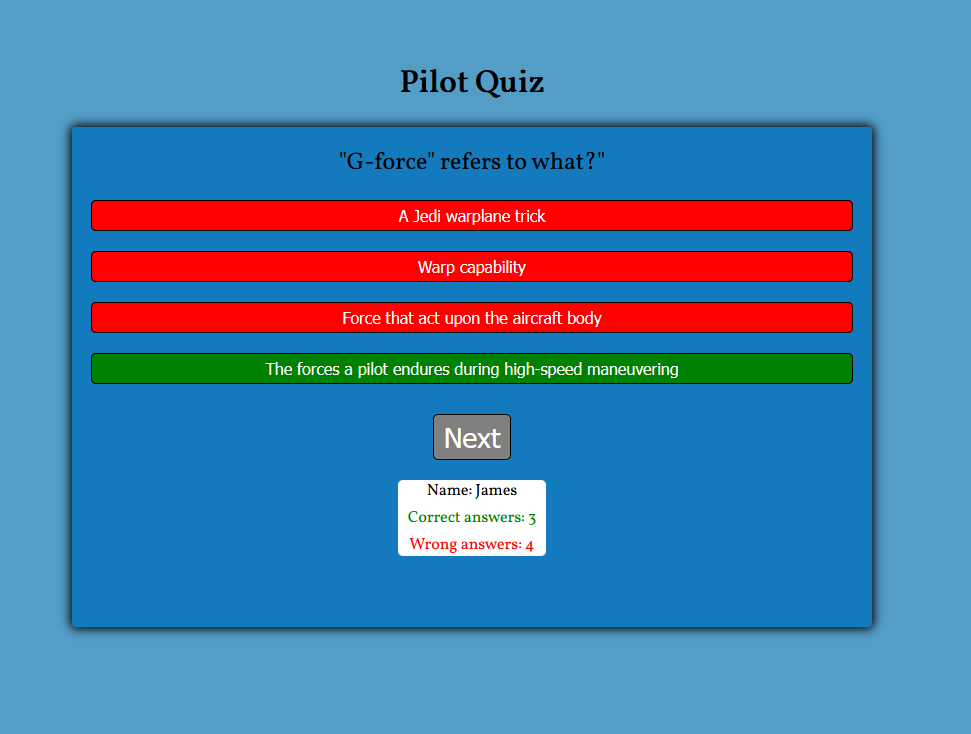 Pilot Quiz
"G-force" refers to what?"
A Jedi warplane trick
Warp capability
Force that act upon the aircraft body
The forces a pilot endures during high-speed maneuvering
Next
Name: James
Correct answers: 3
Wrong answers: 4